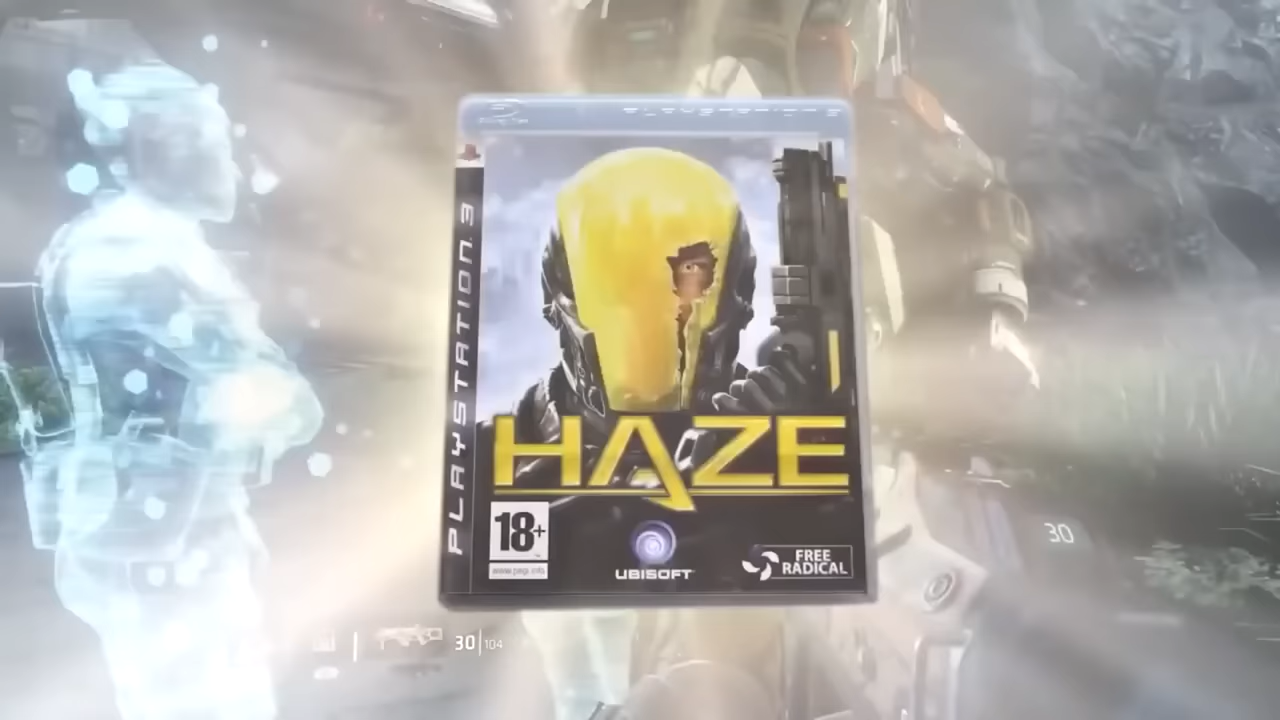 PLAYSTATION 3
HAZE
18+
www.pegi.info
UBISOFT
FREE
RADICAL
30
30|104